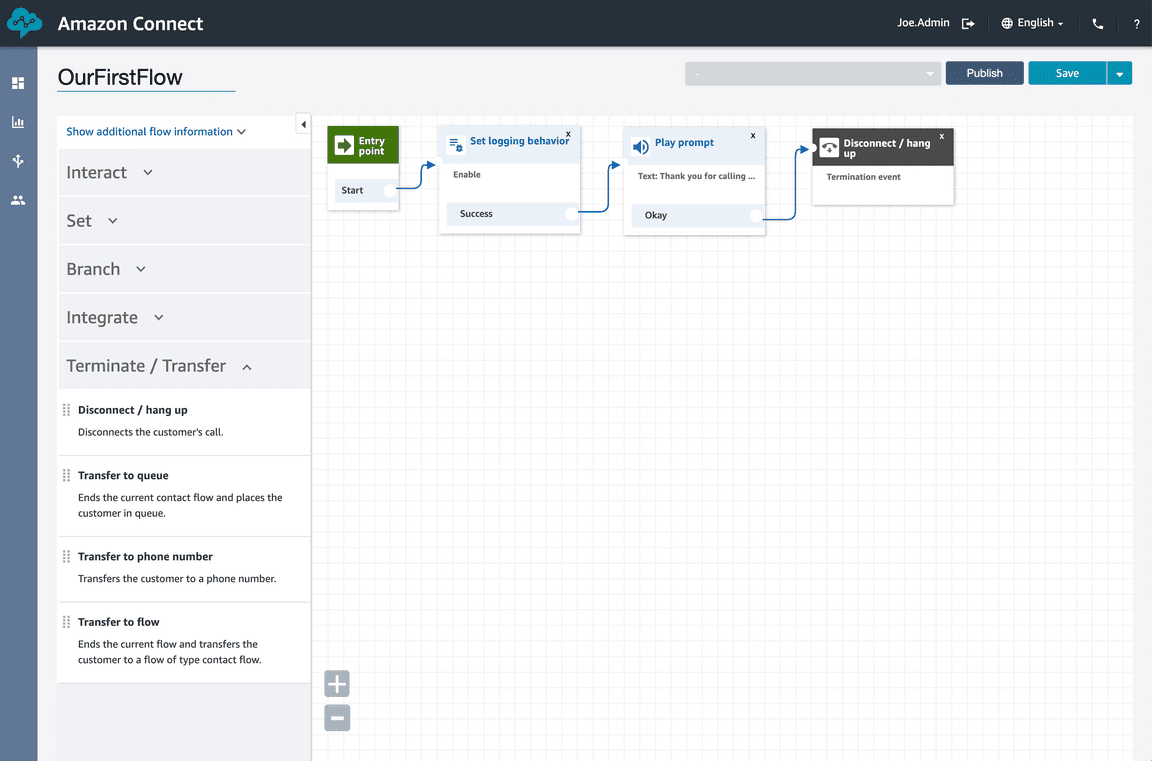 Amazon Connect
Joe.Admin
English
?
OurFirstFlow
-
Publish
Save
Show additional flow information
Interact
Set
Branch
Integrate
Terminate / Transfer
Disconnect / hang up
Disconnects the customer's call.
Transfer to queue
Ends the current contact flow and places the
customer in queue.
Transfer to phone number
Transfers the customer to a phone number.
Transfer to flow
Ends the current flow and transfers the
customer to a flow of type contact flow.
Entry
point
Start
x
Set logging behavior
Enable
Success
x
Play prompt
Text: Thank you for calling ...
Okay
x
Disconnect / hang
up
Termination event